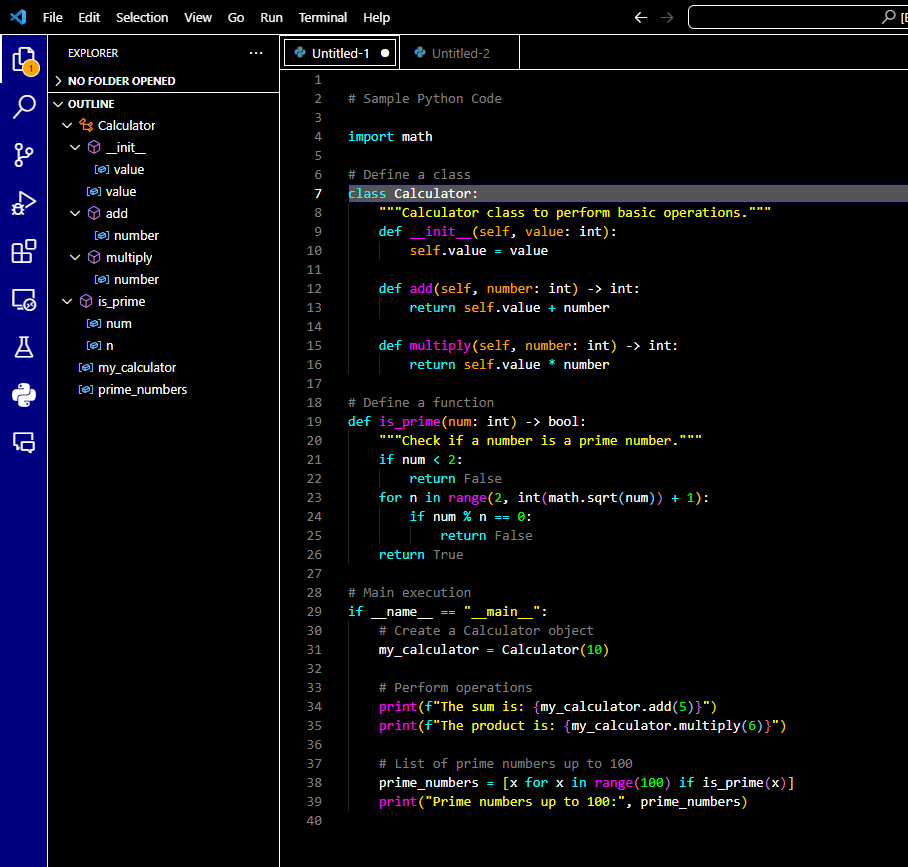 File Edit Selection View Go Run Terminal Help
EXPLORER
NO FOLDER OPENED
OUTLINE
Calculator
__init__
value
value
add
number
multiply
number
is_prime
num
n
my_calculator
prime_numbers
1
Untitled-1 Untitled-2
1
2 # Sample Python Code
3
4 import math
5
6 # Define a class
7 class Calculator:
8 """Calculator class to perform basic operations."""
9 def __init__(self, value: int):
10 self.value = value
11
12 def add(self, number: int) -> int:
13 return self.value + number
14
15 def multiply(self, number: int) -> int:
16 return self.value * number
17
18 # Define a function
19 def is_prime(num: int) -> bool:
20 """Check if a number is a prime number."""
21 if num < 2:
22 return False
23 for n in range(2, int(math.sqrt(num)) + 1):
24 if num % n == 0:
25 return False
26 return True
27
28 # Main execution
29 if __name__ == "__main__":
30 # Create a Calculator object
31 my_calculator = Calculator(10)
32
33 # Perform operations
34 print(f"The sum is: {my_calculator.add(5)}")
35 print(f"The product is: {my_calculator.multiply(6)}")
36
37 # List of prime numbers up to 100
38 prime_numbers = [x for x in range(100) if is_prime(x)]
39 print("Prime numbers up to 100:", prime_numbers)
40